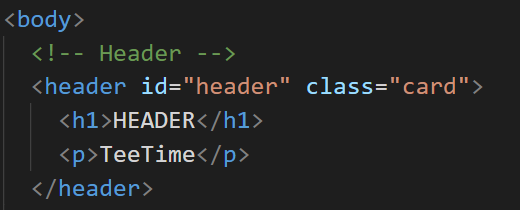 <body>
<!-- Header -->
<header id="header" class="card">
<h1>HEADER</h1>
<p>TeeTime</p>
</header>